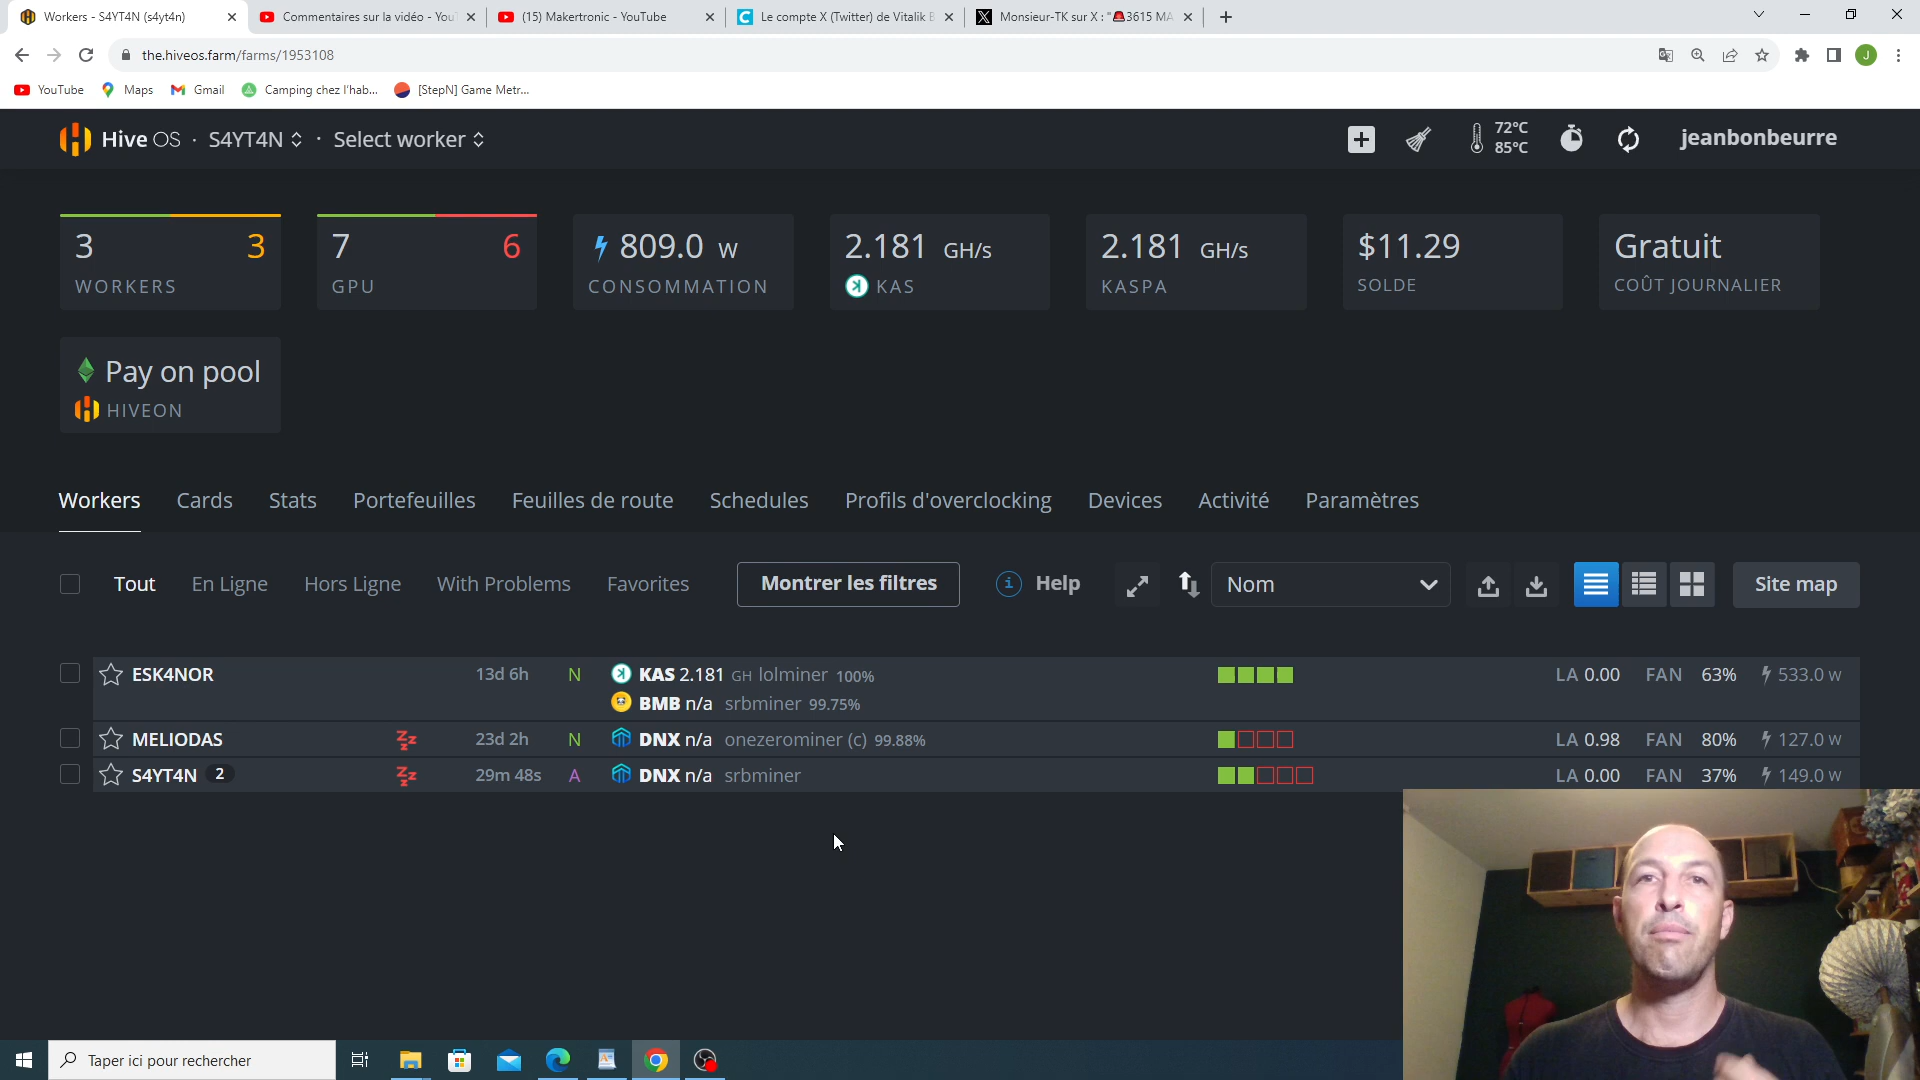 Workers - S4YT4N (s4yt4n)
Commentaires sur la vidéo - You
(15) Makertronic - YouTube
Le compte X (Twitter) de Vitalik B
Monsieur-TK sur X : "🚨3615 MA
the.hiveos.farm/farms/1953108
J
YouTube
Maps
Gmail
Camping chez l'hab...
[StepN] Game Metr...
Hive OS · S4YT4N · Select worker
72°C
85°C
jeanbonbeurre
3 3
WORKERS
7 6
GPU
809.0 W
CONSOMMATION
2.181 GH/s
KAS
2.181 GH/s
KASPA
$11.29
SOLDE
Gratuit
COÛT JOURNALIER
Pay on pool
HIVEON
Workers Cards Stats Portefeuilles Feuilles de route Schedules Profils d'overclocking Devices Activité Paramètres
Tout En Ligne Hors Ligne With Problems Favorites Montrer les filtres i Help Nom Site map
ESK4NOR 13d 6h N KAS 2.181 GH lolminer 100% LA 0.00 FAN 63% 533.0 W
BMB n/a srbminer 99.75%
MELIODAS zzz 23d 2h N DNX n/a onezerominer (c) 99.88% LA 0.98 FAN 80% 127.0 W
S4YT4N 2 zzz 29m 48s A DNX n/a srbminer LA 0.00 FAN 37% 149.0 W
Taper ici pour rechercher